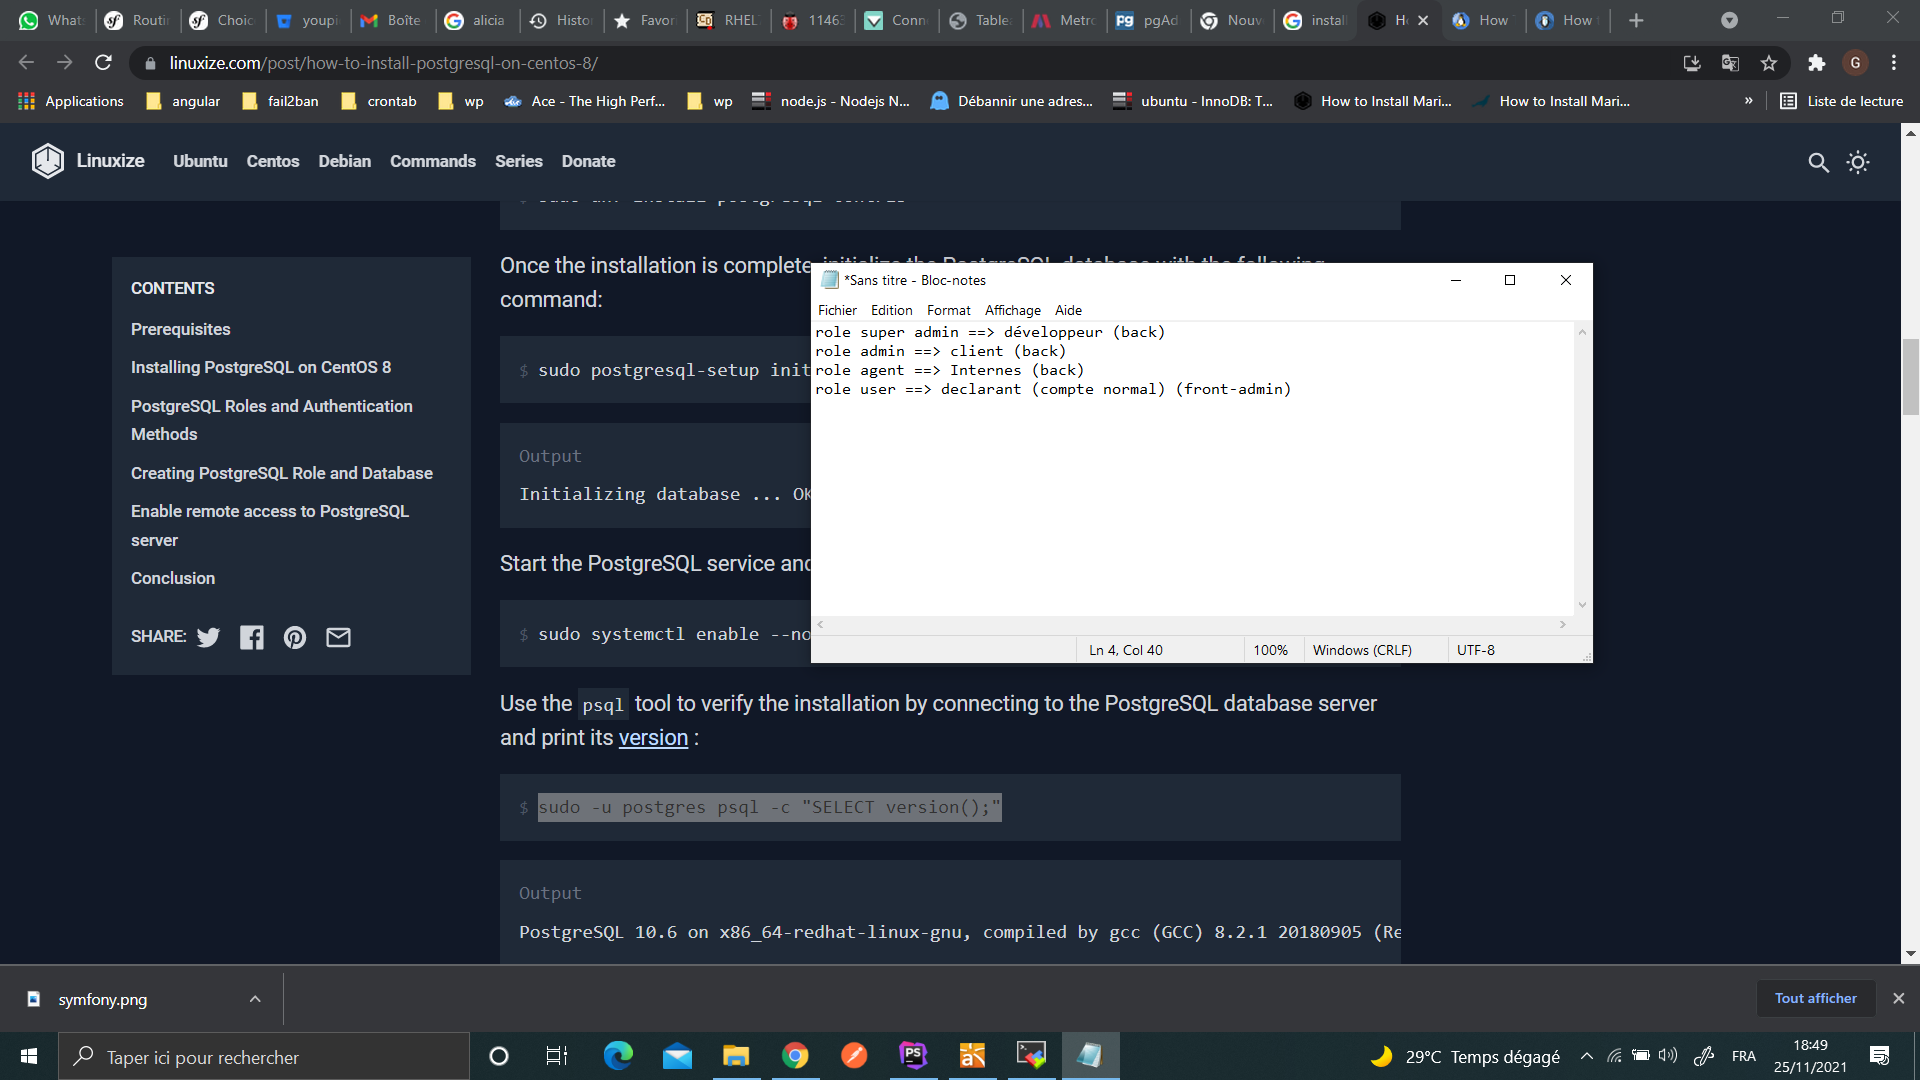 What
Routi
Choic
youpi
Boîte
alicia
Histo
Favor
RHEL
11463
Conn
Table
Metro
pgAd
Nouv
install
H
How
How
linuxize.com/post/how-to-install-postgresql-on-centos-8/
G
Applications
angular
fail2ban
crontab
wp
Ace - The High Perf...
wp
node.js - Nodejs N...
Débannir une adres...
ubuntu - InnoDB: T...
How to Install Mari...
How to Install Mari...
»
Liste de lecture
Linuxize
Ubuntu
Centos
Debian
Commands
Series
Donate
CONTENTS
Prerequisites
Installing PostgreSQL on CentOS 8
PostgreSQL Roles and Authentication
Methods
Creating PostgreSQL Role and Database
Enable remote access to PostgreSQL
server
Conclusion
SHARE:
Once the installation is complete, initialize the PostgreSQL database with the following
command:
$ sudo postgresql-setup init
Output
Initializing database ... OK
Start the PostgreSQL service and
$ sudo systemctl enable --no
Use the psql tool to verify the installation by connecting to the PostgreSQL database server
and print its version :
$ sudo -u postgres psql -c "SELECT version();"
Output
PostgreSQL 10.6 on x86_64-redhat-linux-gnu, compiled by gcc (GCC) 8.2.1 20180905 (Re
*Sans titre - Bloc-notes
Fichier Edition Format Affichage Aide
role super admin ==> développeur (back)
role admin ==> client (back)
role agent ==> Internes (back)
role user ==> declarant (compte normal) (front-admin)
Ln 4, Col 40
100%
Windows (CRLF)
UTF-8
symfony.png
Tout afficher
Taper ici pour rechercher
29°C Temps dégagé
FRA
18:49
25/11/2021